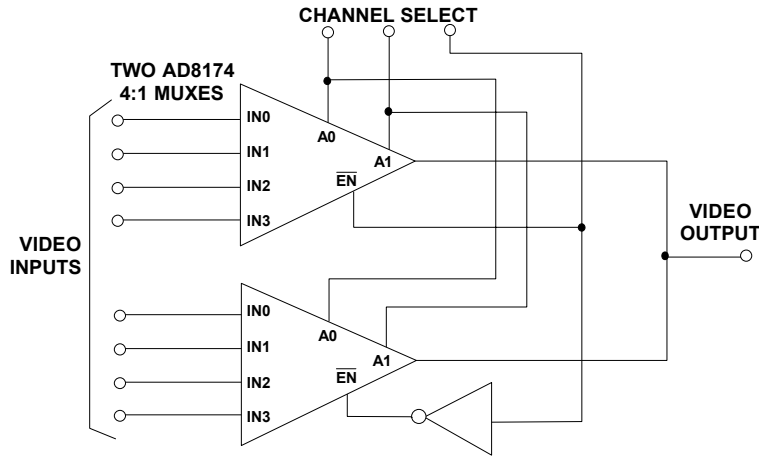 CHANNEL SELECT
TWO AD8174
4:1 MUXES
IN0
A0
IN1
A1
IN2
EN
IN3
VIDEO
INPUTS
VIDEO
OUTPUT
IN0
A0
IN1
A1
IN2
EN
IN3